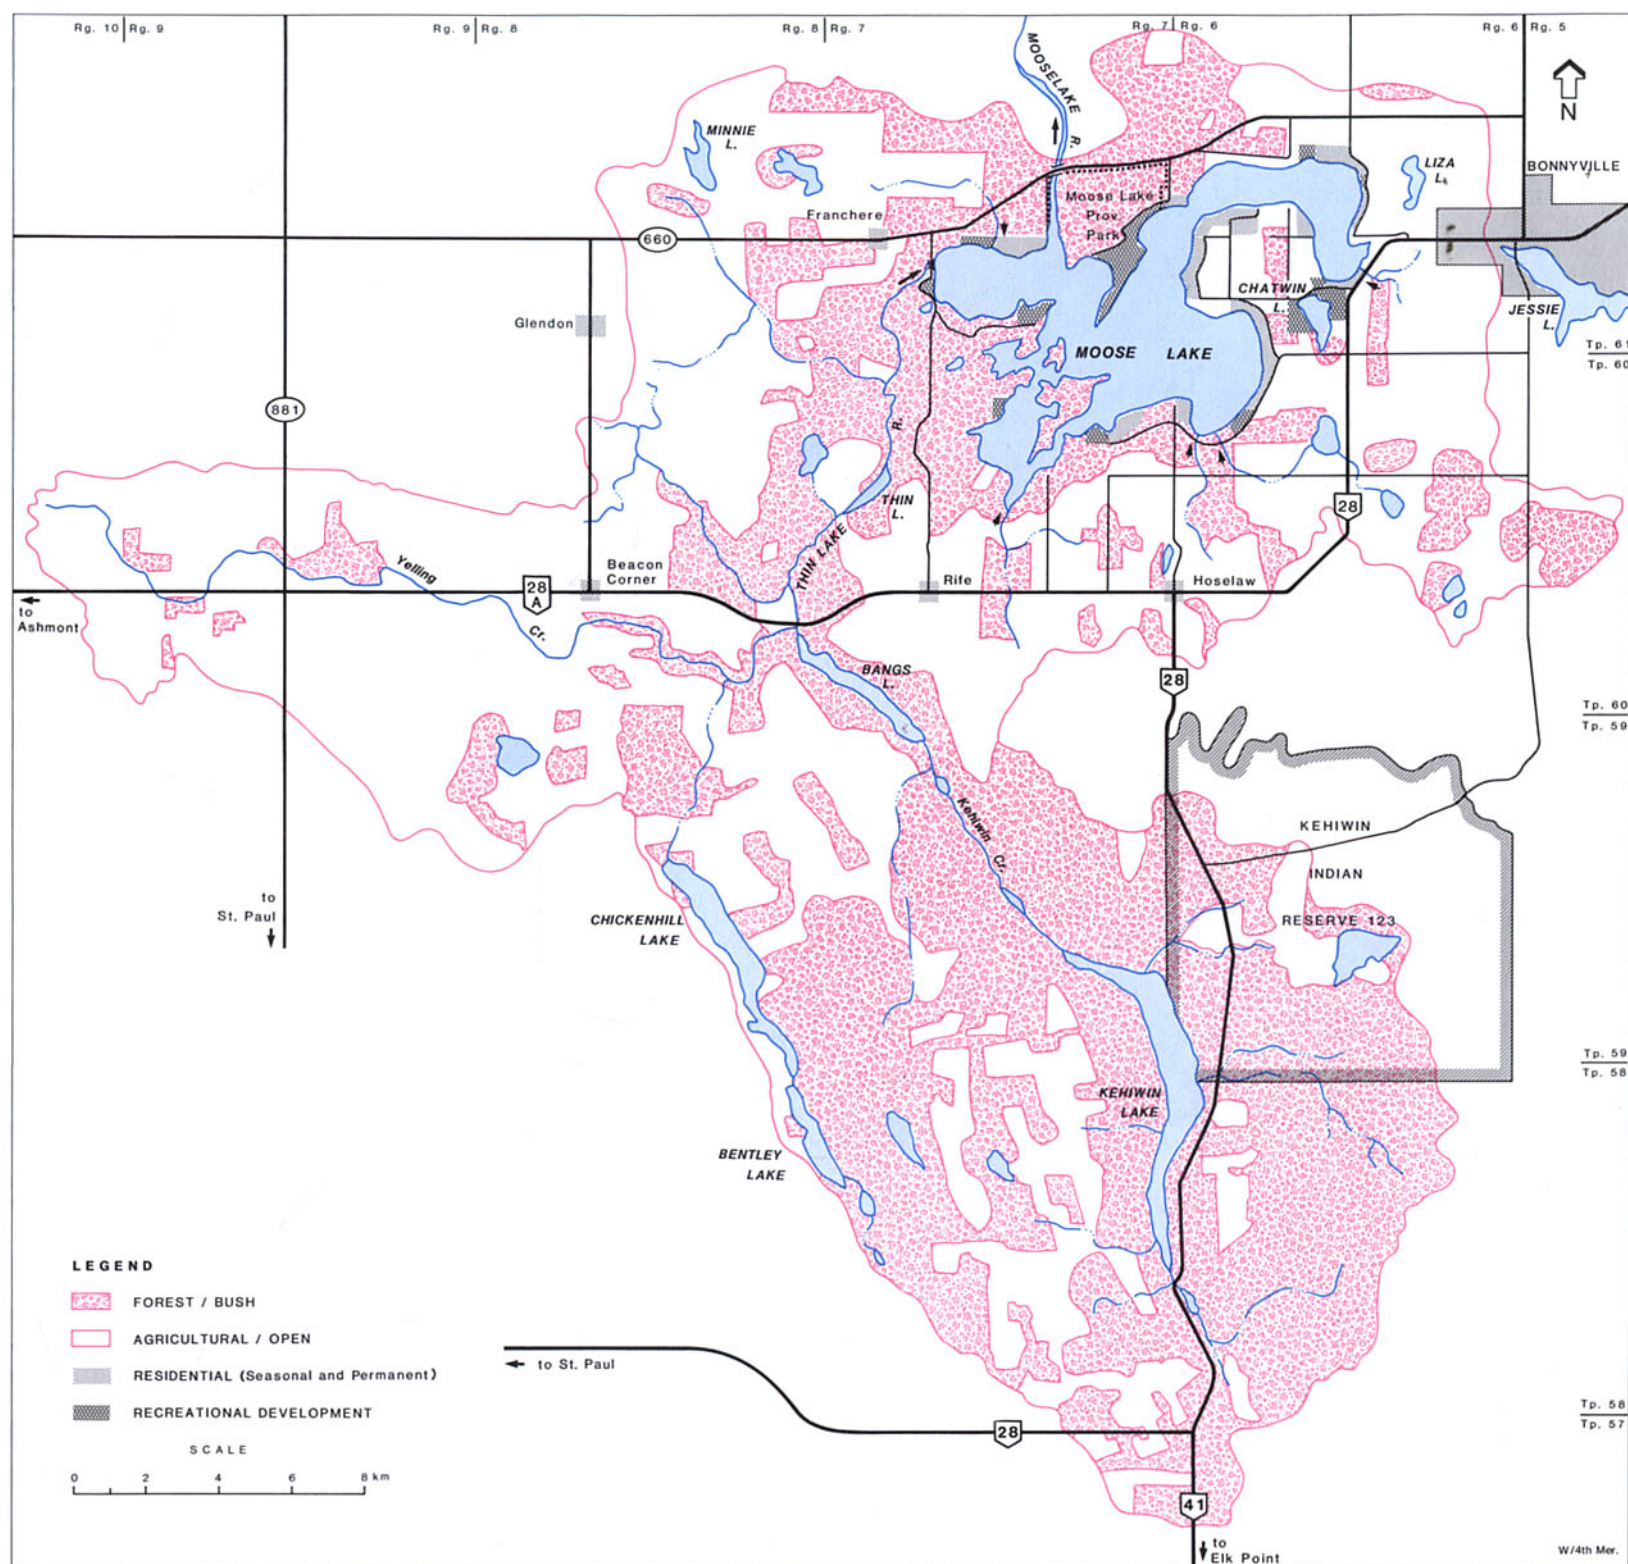 Rg. 10 Rg. 9
Rg. 9 Rg. 8
Rg. 8 Rg. 7
Rg. 7 Rg. 6
Rg. 6 Rg. 5
MOOSELAKE
R.
N
MINNIE
L.
LIZA
L.
BONNYVILLE
Moose Lake
Prov.
Park
Franchere
660
CHATWIN
L.
JESSIE
L.
Glendon
MOOSE LAKE
Tp. 61
Tp. 60
881
R.
THIN
L.
28
THIN LAKE
Yelling
Cr.
Beacon
Corner
28
A
Rife
Hoselaw
to
Ashmont
BANGS
L.
28
Tp. 60
Tp. 59
Kehiwin
Cr.
KEHIWIN
INDIAN
RESERVE 123
to
St. Paul
CHICKENHILL
LAKE
Tp. 59
Tp. 58
KEHIWIN
LAKE
BENTLEY
LAKE
LEGEND
FOREST / BUSH
AGRICULTURAL / OPEN
RESIDENTIAL (Seasonal and Permanent)
RECREATIONAL DEVELOPMENT
SCALE
0 2 4 6 8 km
to St. Paul
28
Tp. 58
Tp. 57
41
to
Elk Point
W/4th Mer.